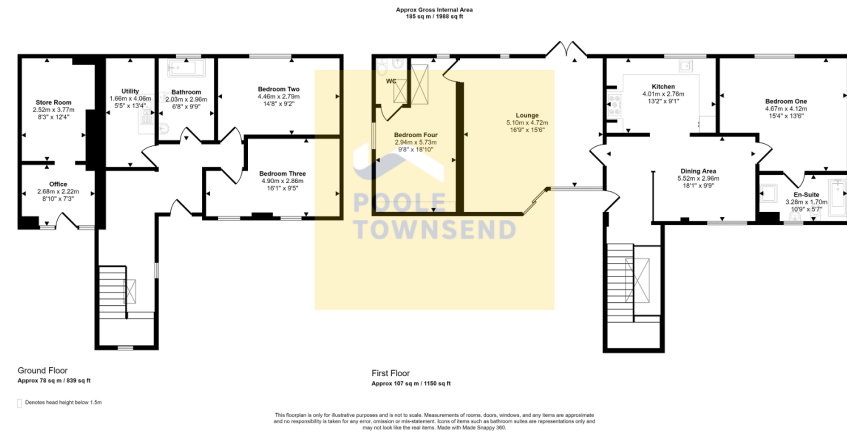 Approx Gross Internal Area
185 sq m / 1988 sq ft
Store Room
2.52m x 3.77m
8'3" x 12'4"
Utility
1.66m x 4.06m
5'5" x 13'4"
Bathroom
2.03m x 2.96m
6'8" x 9'9"
Bedroom Two
4.46m x 2.79m
14'8" x 9'2"
Office
2.68m x 2.22m
8'10" x 7'3"
Bedroom Three
4.90m x 2.86m
16'1" x 9'5"
WC
Bedroom Four
2.94m x 5.73m
9'8" x 18'10"
Lounge
5.10m x 4.72m
16'9" x 15'6"
Kitchen
4.01m x 2.76m
13'2" x 9'1"
Bedroom One
4.67m x 4.12m
15'4" x 13'6"
Dining Area
5.52m x 2.96m
18'1" x 9'9"
En-Suite
3.28m x 1.70m
10'9" x 5'7"
POOLE
TOWNSEND
Ground Floor
Approx 78 sq m / 839 sq ft
First Floor
Approx 107 sq m / 1150 sq ft
Denotes head height below 1.5m
This floorplan is only for illustrative purposes and is not to scale. Measurements of rooms, doors, windows, and any items are approximate
and no responsibility is taken for any error, omission or mis-statement. Icons of items such as bathroom suites are representations only and
may not look like the real items. Made with Made Snappy 360.